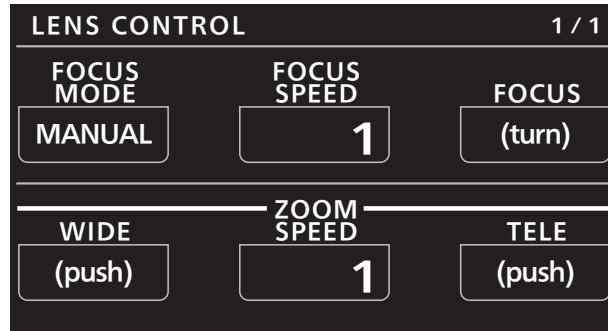 LENS CONTROL 1 / 1
FOCUS MODE FOCUS SPEED FOCUS
MANUAL 1 (turn)
ZOOM
WIDE SPEED TELE
(push) 1 (push)